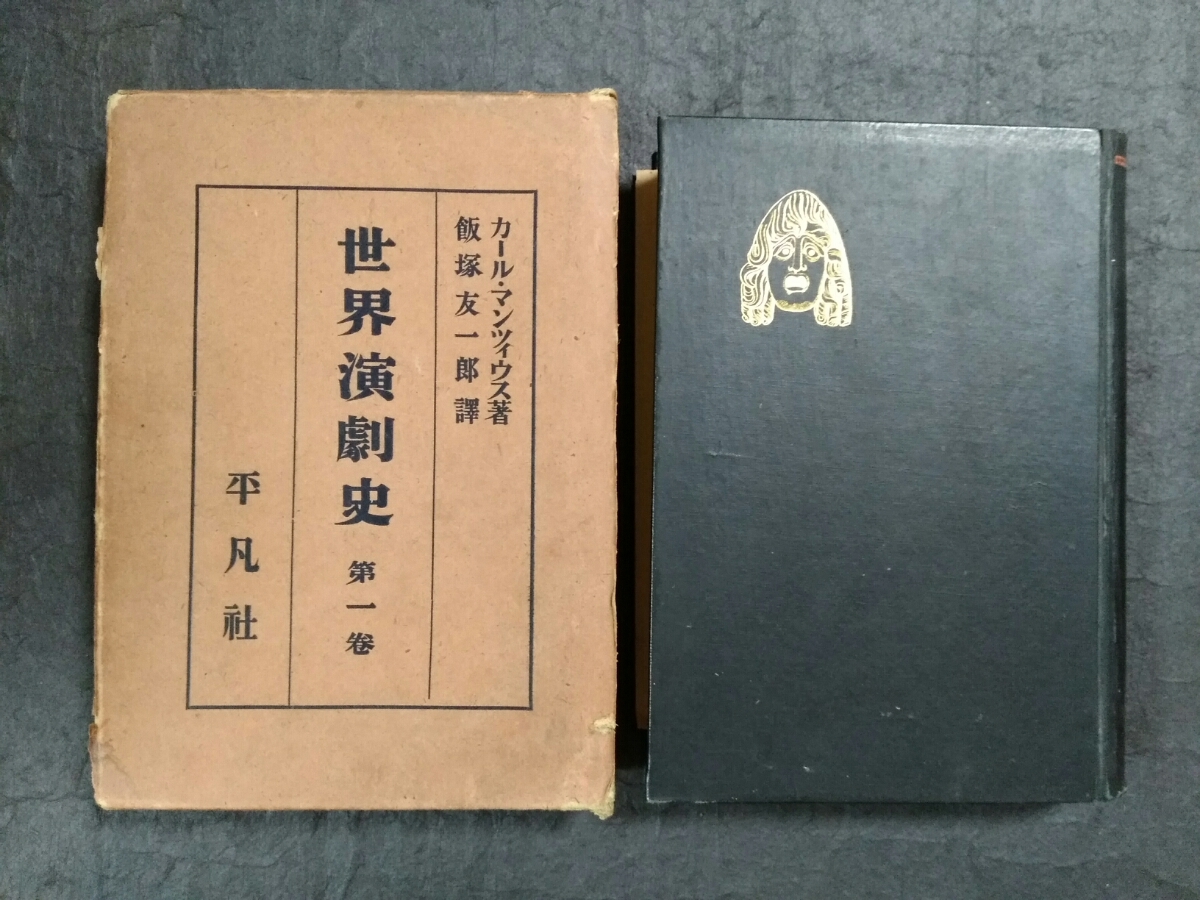 カール・マンツィウス著
飯塚友一郎譯
世界演劇史 第一卷
平凡社